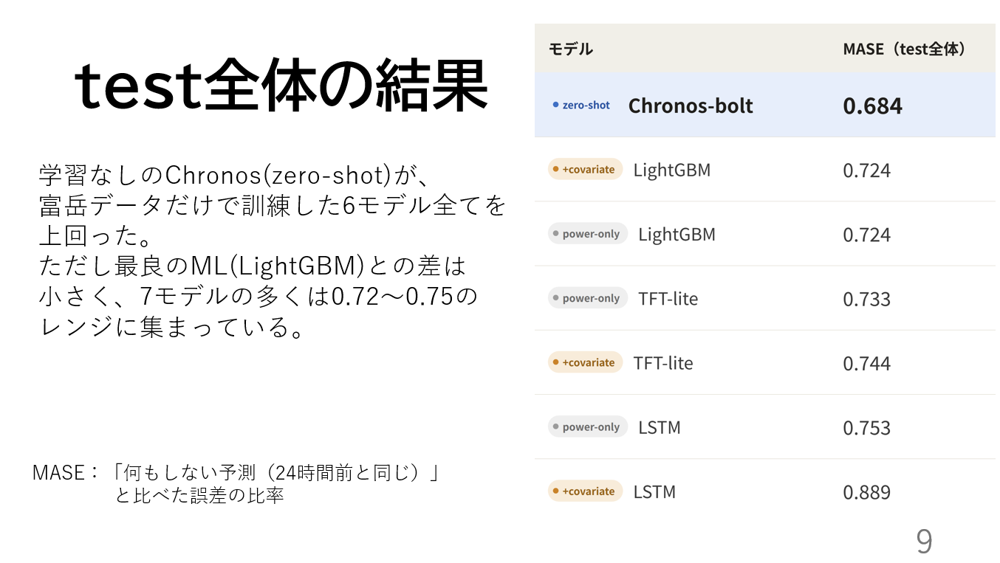 test全体の結果
学習なしのChronos(zero-shot)が、
富岳データだけで訓練した6モデル全てを
上回った。
ただし最良のML(LightGBM)との差は
小さく、7モデルの多くは0.72～0.75の
レンジに集まっている。
MASE：「何もしない予測（24時間前と同じ）」
と比べた誤差の比率
モデル MASE（test全体）
zero-shot Chronos-bolt 0.684
+covariate LightGBM 0.724
power-only LightGBM 0.724
power-only TFT-lite 0.733
+covariate TFT-lite 0.744
power-only LSTM 0.753
+covariate LSTM 0.889
9